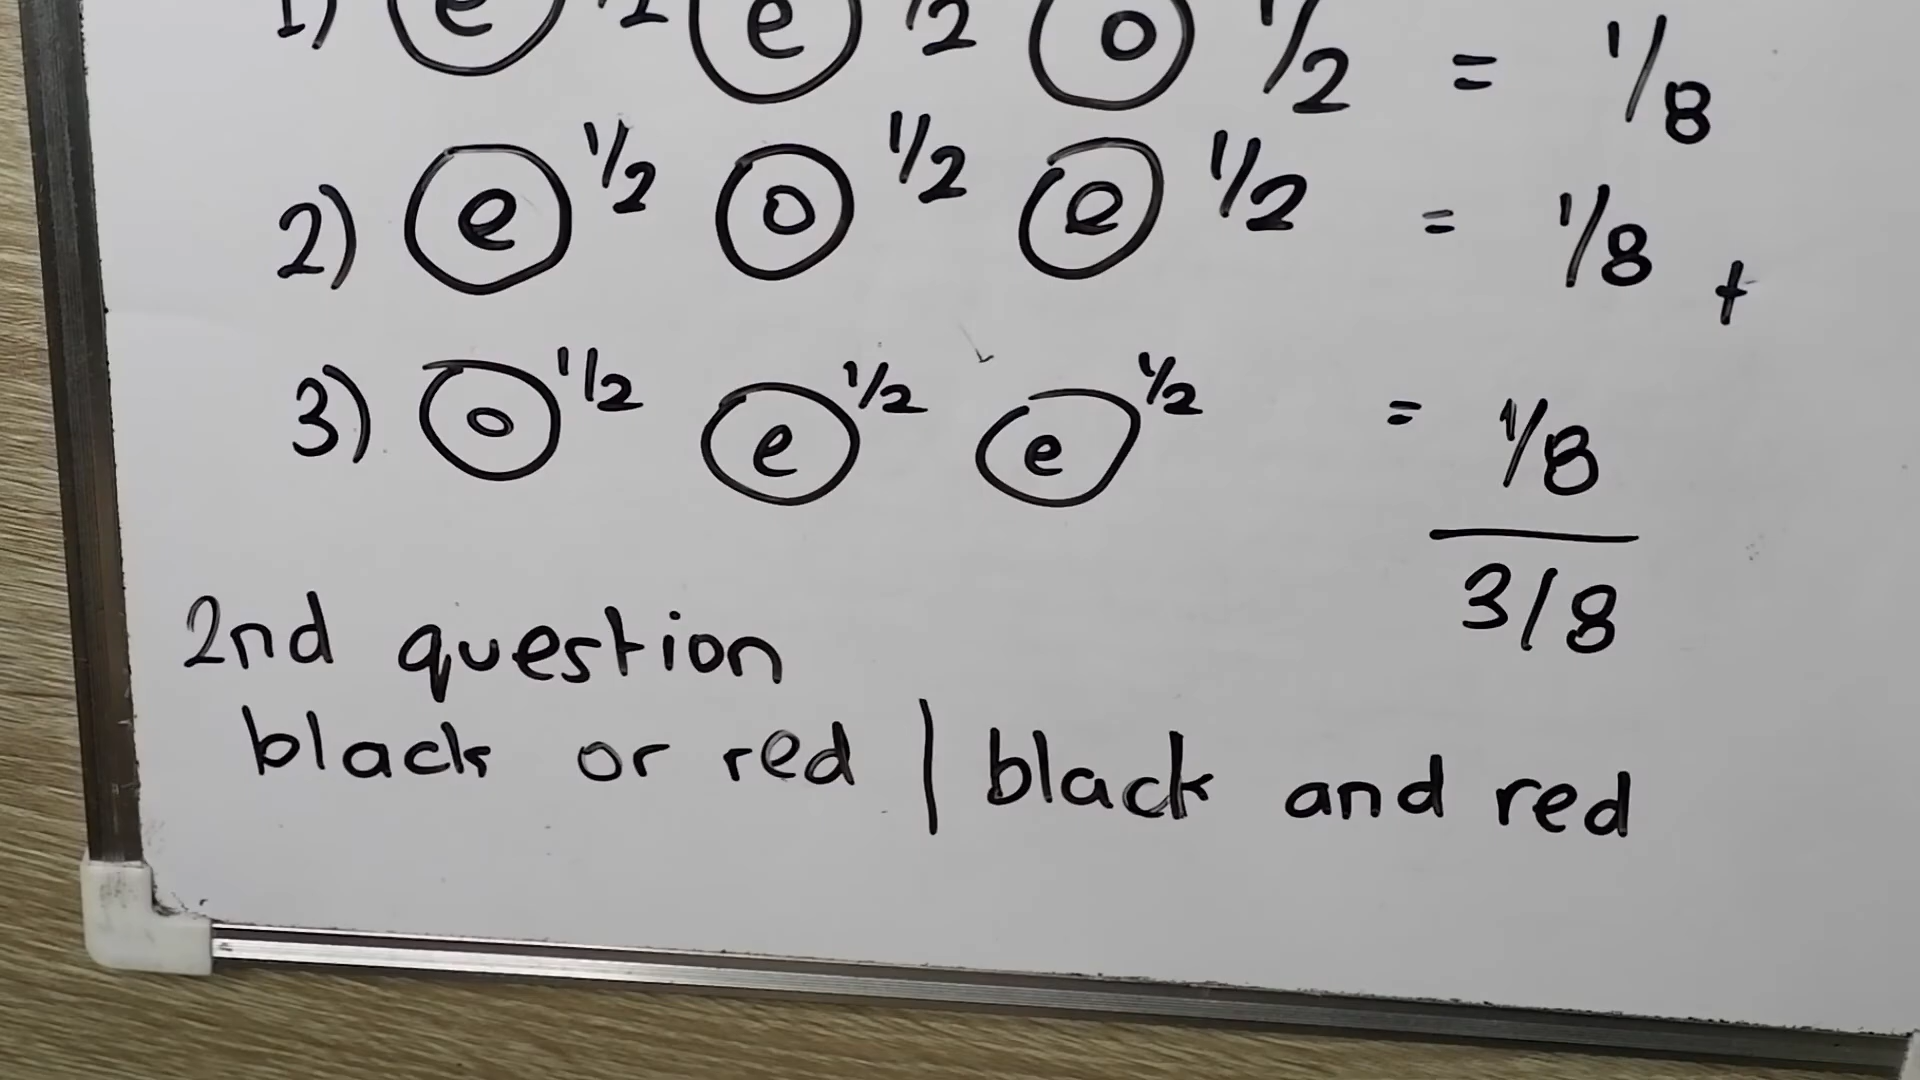 1) e 1/2 e 1/2 o 1/2 = 1/8
2) e 1/2 o 1/2 e 1/2 = 1/8 +
3) o 1/2 e 1/2 e 1/2 = 1/8
3/8
2nd question
black or red | black and red